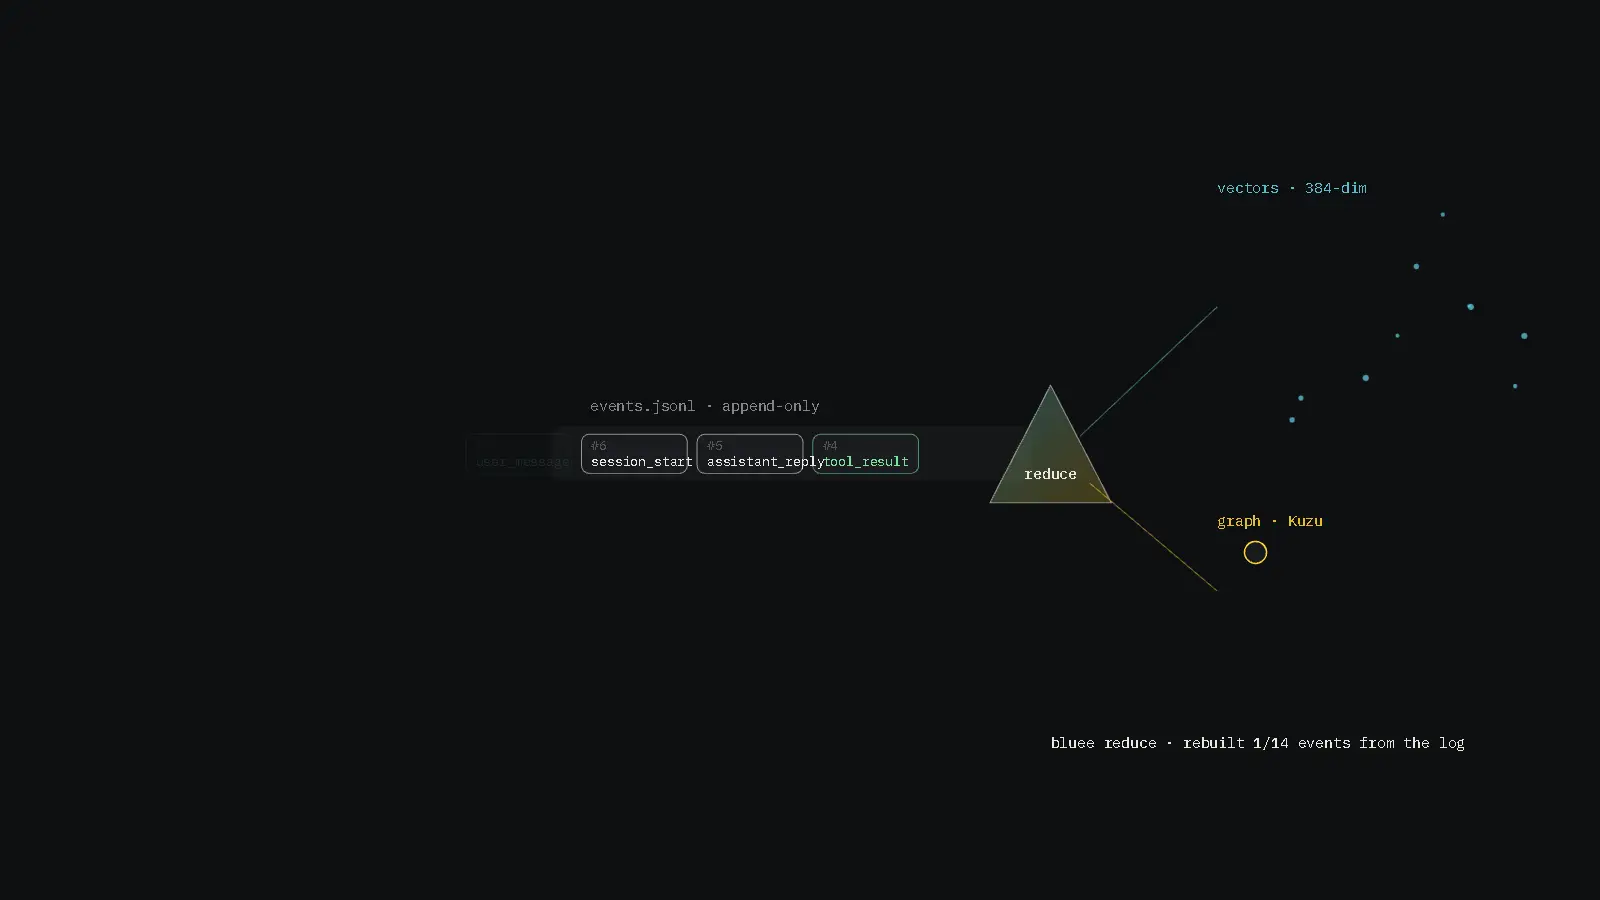 vectors · 384-dim
events.jsonl · append-only
#6
session_start
#5
assistant_reply
#4
tool_result
user_message
reduce
graph · Kuzu
bluee reduce · rebuilt 1/14 events from the log